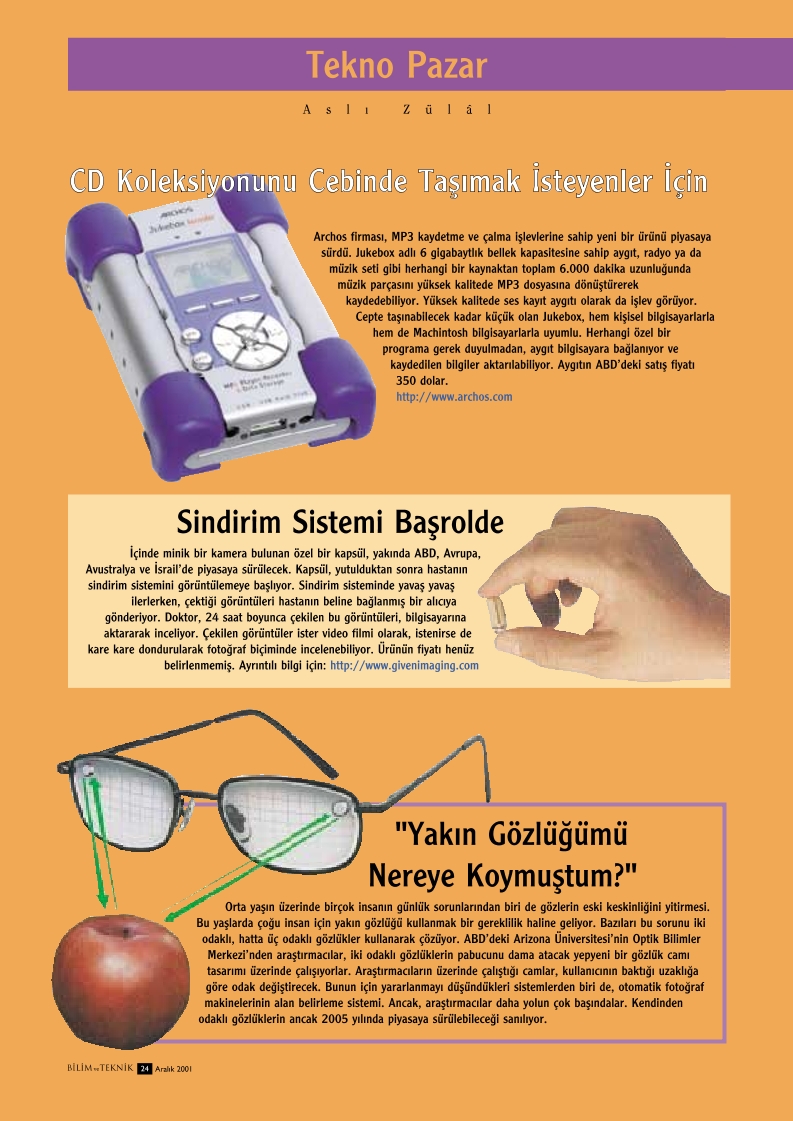 Tekno Pazar
Aslı Zülâl
CD Koleksiyonunu Cebinde Taşımak İsteyenler İçin
ARCHOS
Jukebox
Archos firması, MP3 kaydetme ve çalma işlevlerine sahip yeni bir ürünü piyasaya
sürdü. Jukebox adlı 6 gigabaytlık bellek kapasitesine sahip aygıt, radyo ya da
müzik seti gibi herhangi bir kaynaktan toplam 6.000 dakika uzunluğunda
müzik parçasını yüksek kalitede MP3 dosyasına dönüştürerek
kaydedebiliyor. Yüksek kalitede ses kayıt aygıtı olarak da işlev görüyor.
Cepte taşınabilecek kadar küçük olan Jukebox, hem kişisel bilgisayarlarla
hem de Machintosh bilgisayarlarla uyumlu. Herhangi özel bir
programa gerek duyulmadan, aygıt bilgisayara bağlanıyor ve
kaydedilen bilgiler aktarılabiliyor. Aygıtın ABD'deki satış fiyatı
350 dolar.
http://www.archos.com
Sindirim Sistemi Başrolde
İçinde minik bir kamera bulunan özel bir kapsül, yakında ABD, Avrupa,
Avustralya ve İsrail'de piyasaya sürülecek. Kapsül, yutulduktan sonra hastanın
sindirim sistemini görüntülemeye başlıyor. Sindirim sisteminde yavaş yavaş
ilerlerken, çektiği görüntüleri hastanın beline bağlanmış bir alıcıya
gönderiyor. Doktor, 24 saat boyunca çekilen bu görüntüleri, bilgisayarına
aktararak inceliyor. Çekilen görüntüler ister video filmi olarak, istenirse de
kare kare dondurularak fotoğraf biçiminde incelenebiliyor. Ürünün fiyatı henüz
belirlenmemiş. Ayrıntılı bilgi için: http://www.givenimaging.com
"Yakın Gözlüğümü
Nereye Koymuştum?"
Orta yaşın üzerinde birçok insanın günlük sorunlarından biri de gözlerin eski keskinliğini yitirmesi.
Bu yaşlarda çoğu insan için yakın gözlüğü kullanmak bir gereklilik haline geliyor. Bazıları bu sorunu iki
odaklı, hatta üç odaklı gözlükler kullanarak çözüyor. ABD'deki Arizona Üniversitesi'nin Optik Bilimler
Merkezi'nden araştırmacılar, iki odaklı gözlüklerin pabucunu dama atacak yepyeni bir gözlük camı
tasarımı üzerinde çalışıyorlar. Araştırmacıların üzerinde çalıştığı camlar, kullanıcının baktığı uzaklığa
göre odak değiştirecek. Bunun için yararlanmayı düşündükleri sistemlerden biri de, otomatik fotoğraf
makinelerinin alan belirleme sistemi. Ancak, araştırmacılar daha yolun çok başındalar. Kendinden
odaklı gözlüklerin ancak 2005 yılında piyasaya sürülebileceği sanılıyor.
BİLİM ve TEKNİK 24 Aralık 2001